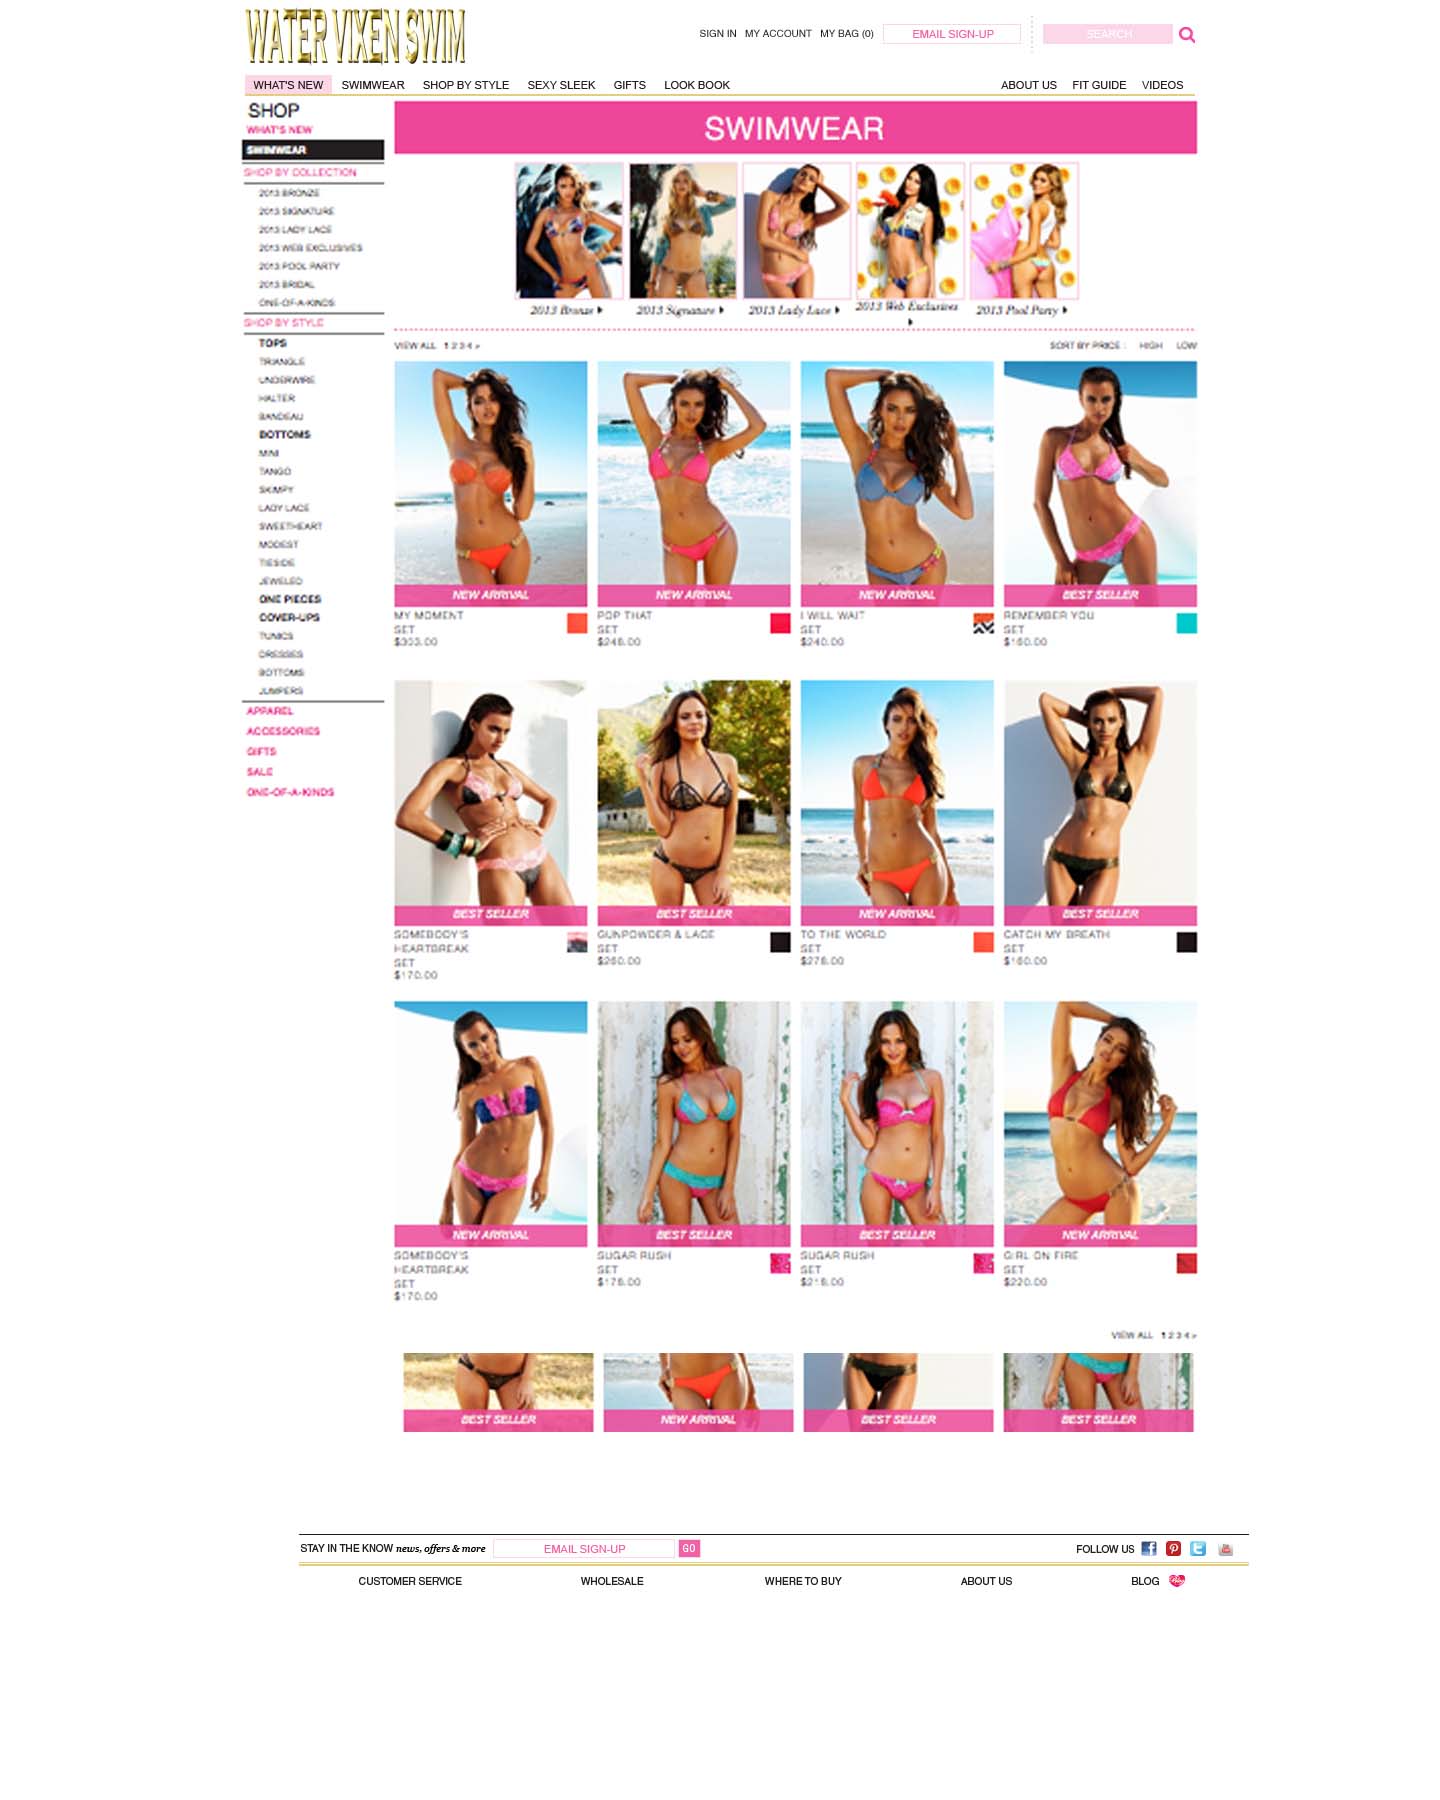 WATER VIXEN SWIM
SIGN IN MY ACCOUNT MY BAG (0) EMAIL SIGN-UP SEARCH
WHAT'S NEW SWIMWEAR SHOP BY STYLE SEXY SLEEK GIFTS LOOK BOOK ABOUT US FIT GUIDE VIDEOS
SHOP
WHAT'S NEW
SWIMWEAR
SHOP BY COLLECTION
2013 BRONZE
2013 SIGNATURE
2013 LADY LACE
2013 WEB EXCLUSIVES
2013 POOL PARTY
2013 BRIDAL
ONE-OF-A-KINDS
SHOP BY STYLE
TOPS
TRIANGLE
UNDERWIRE
HALTER
BANDEAU
BOTTOMS
MINI
TANGO
SKIMPY
LADY LACE
SWEETHEART
MODEST
TIESIDE
JEWELED
ONE PIECES
COVER-UPS
TUNICS
DRESSES
BOTTOMS
JUMPERS
APPAREL
ACCESSORIES
GIFTS
SALE
ONE-OF-A-KINDS
SWIMWEAR
2013 Bronze 2013 Signature 2013 Lady Lace 2013 Web Exclusives 2013 Pool Party
VIEW ALL 1 2 3 4 » SORT BY PRICE : HIGH LOW
NEW ARRIVAL NEW ARRIVAL NEW ARRIVAL BEST SELLER
MY MOMENT POP THAT I WILL WAIT REMEMBER YOU
SET SET SET SET
$303.00 $248.00 $240.00 $160.00
BEST SELLER BEST SELLER NEW ARRIVAL BEST SELLER
SOMEBODY'S GUNPOWDER & LACE TO THE WORLD CATCH MY BREATH
HEARTBREAK SET SET SET
SET $260.00 $278.00 $160.00
$170.00
NEW ARRIVAL BEST SELLER BEST SELLER NEW ARRIVAL
SOMEBODY'S SUGAR RUSH SUGAR RUSH GIRL ON FIRE
HEARTBREAK SET SET SET
SET $178.00 $218.00 $220.00
$170.00
VIEW ALL 1 2 3 4 »
BEST SELLER NEW ARRIVAL BEST SELLER BEST SELLER
STAY IN THE KNOW news, offers & more EMAIL SIGN-UP GO FOLLOW US
CUSTOMER SERVICE WHOLESALE WHERE TO BUY ABOUT US BLOG